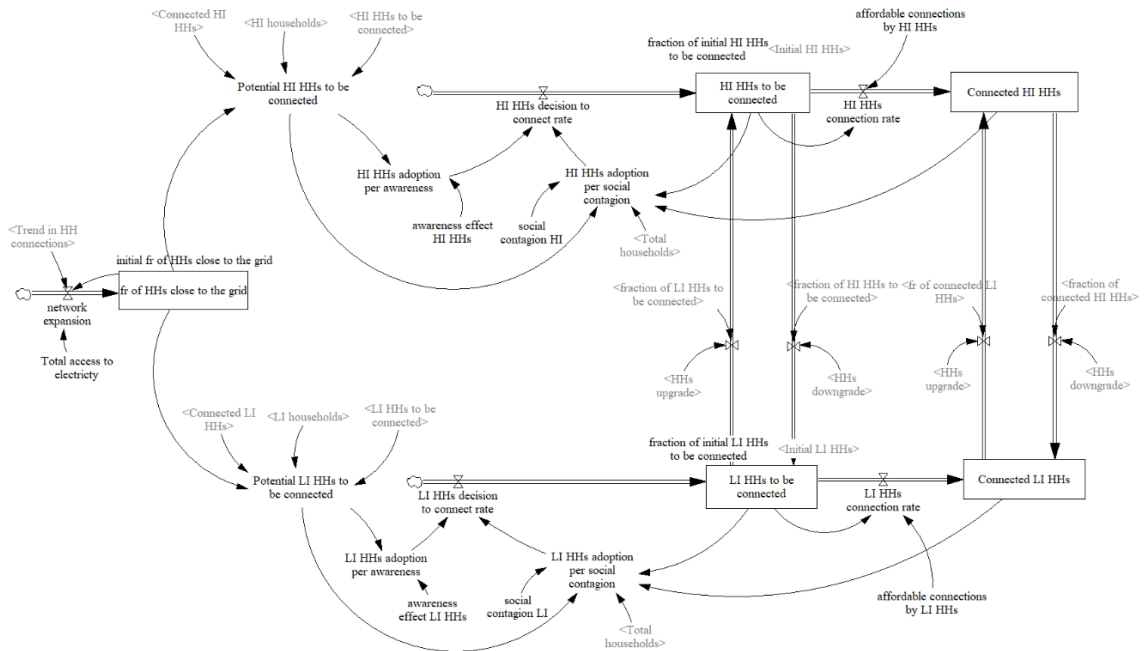 <Connected HI
HHs>
<HI households>
<HI HHs to be
connected>
Potential HI HHs to be
connected
HI HHs decision to
connect rate
HI HHs adoption
per awareness
awareness effect
HI HHs
HI HHs adoption
per social
contagion
social
contagion HI
<Total
households>
fraction of initial HI HHs
to be connected
<Initial HI HHs>
affordable connections
by HI HHs
HI HHs to be
connected
HI HHs
connection rate
Connected HI HHs
<Trend in HH
connections>
initial fr of HHs close to the grid
fr of HHs close to the grid
network
expansion
Total access to
electricty
<fraction of LI HHs to
be connected>
<fraction of HI HHs to
be connected>
<fr of connected LI
HHs>
<fraction of
connected HI HHs>
<HHs
upgrade>
<HHs
downgrade>
<HHs
upgrade>
<HHs
downgrade>
<Connected LI
HHs>
<LI households>
<LI HHs to be
connected>
Potential LI HHs to
be connected
LI HHs decision
to connect rate
LI HHs adoption
per awareness
awareness
effect LI HHs
LI HHs adoption
per social
contagion
social
contagion LI
<Total
households>
fraction of initial LI HHs
to be connected
<Initial LI HHs>
LI HHs to be
connected
LI HHs
connection rate
Connected LI HHs
affordable connections
by LI HHs